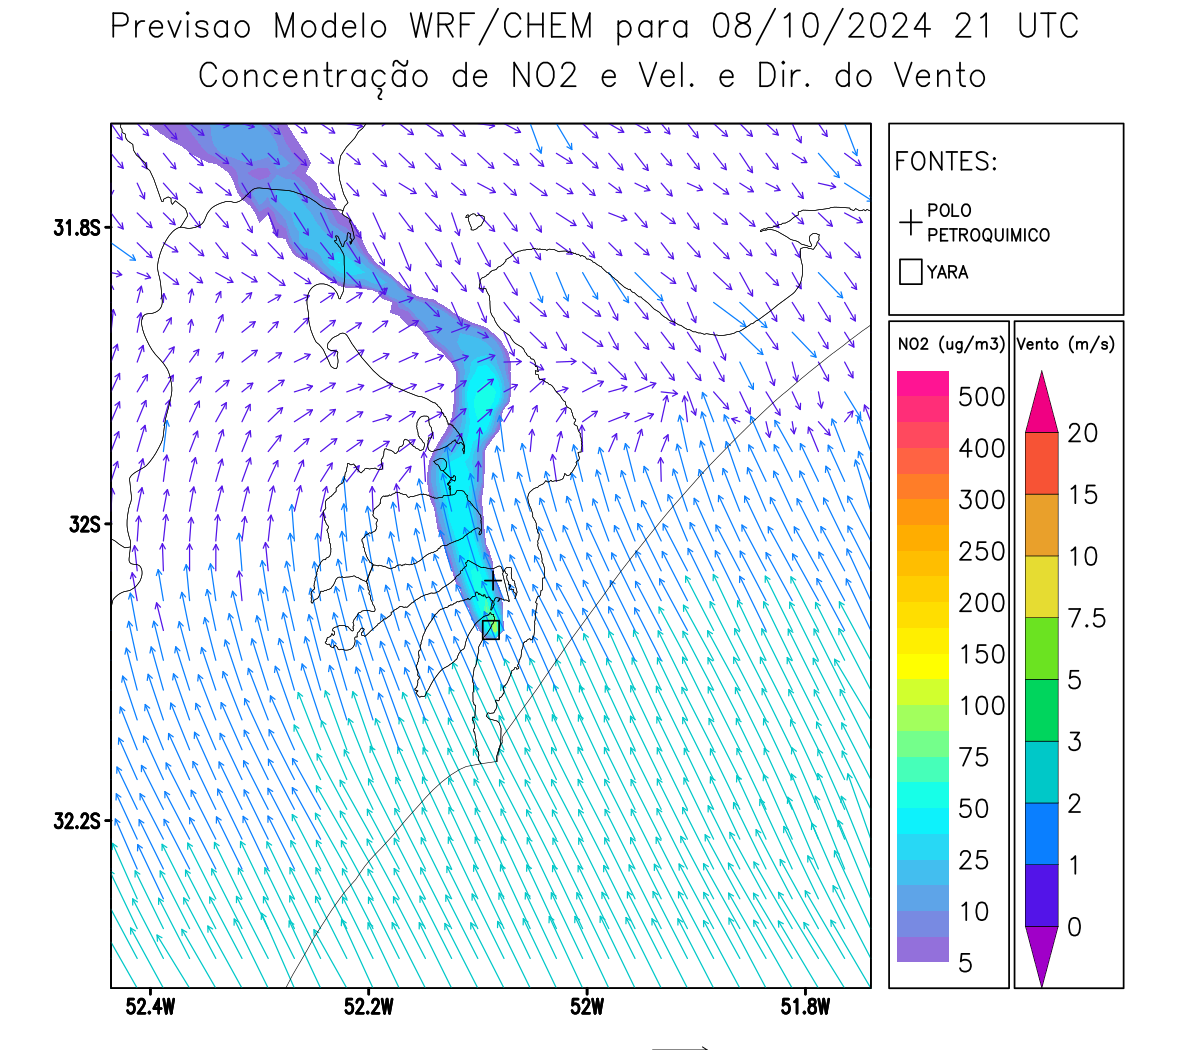 Previsao Modelo WRF/CHEM para 08/10/2024 21 UTC
Concentração de NO2 e Vel. e Dir. do Vento
FONTES:
POLO
PETROQUIMICO
YARA
31.8S
32S
32.2S
52.4W
52.2W
52W
51.8W
NO2 (ug/m3)
500
400
300
250
200
150
100
75
50
25
10
5
Vento (m/s)
20
15
10
7.5
5
3
2
1
0